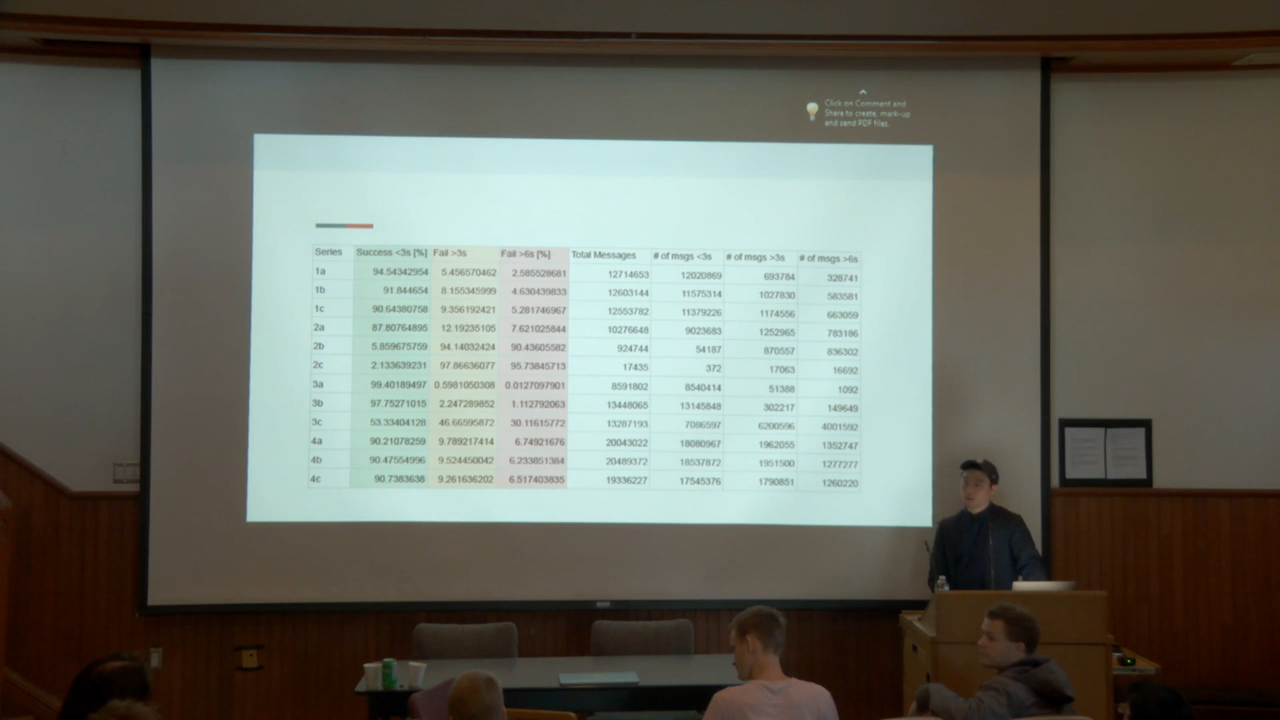 Click on Comment and
Share to create, mark-up
and send PDF files.
Series Success <3s [%] Fail >3s Fail >6s [%] Total Messages # of msgs <3s # of msgs >3s # of msgs >6s
1a 94.54342954 5.456570462 2.585528681 12714653 12020869 693784 328741
1b 91.844654 8.155345999 4.630439833 12603144 11575314 1027830 583581
1c 90.64380758 9.356192421 5.281746967 12553782 11379226 1174556 663059
2a 87.80764895 12.19235105 7.621025844 10276648 9023683 1252965 783186
2b 5.859675759 94.14032424 90.43605582 924744 54187 870557 836302
2c 2.133639231 97.86636077 95.73845713 17435 372 17063 16692
3a 99.40189497 0.5981050308 0.0127097901 8591802 8540414 51388 1092
3b 97.75271015 2.247289852 1.112792063 13448065 13145848 302217 149649
3c 53.33404128 46.66595872 30.11615772 13287193 7086597 6200596 4001592
4a 90.21078259 9.789217414 6.74921676 20043022 18080967 1962055 1352747
4b 90.47554996 9.524450042 6.233851384 20489372 18537872 1951500 1277277
4c 90.7383638 9.261636202 6.517403835 19336227 17545376 1790851 1260220